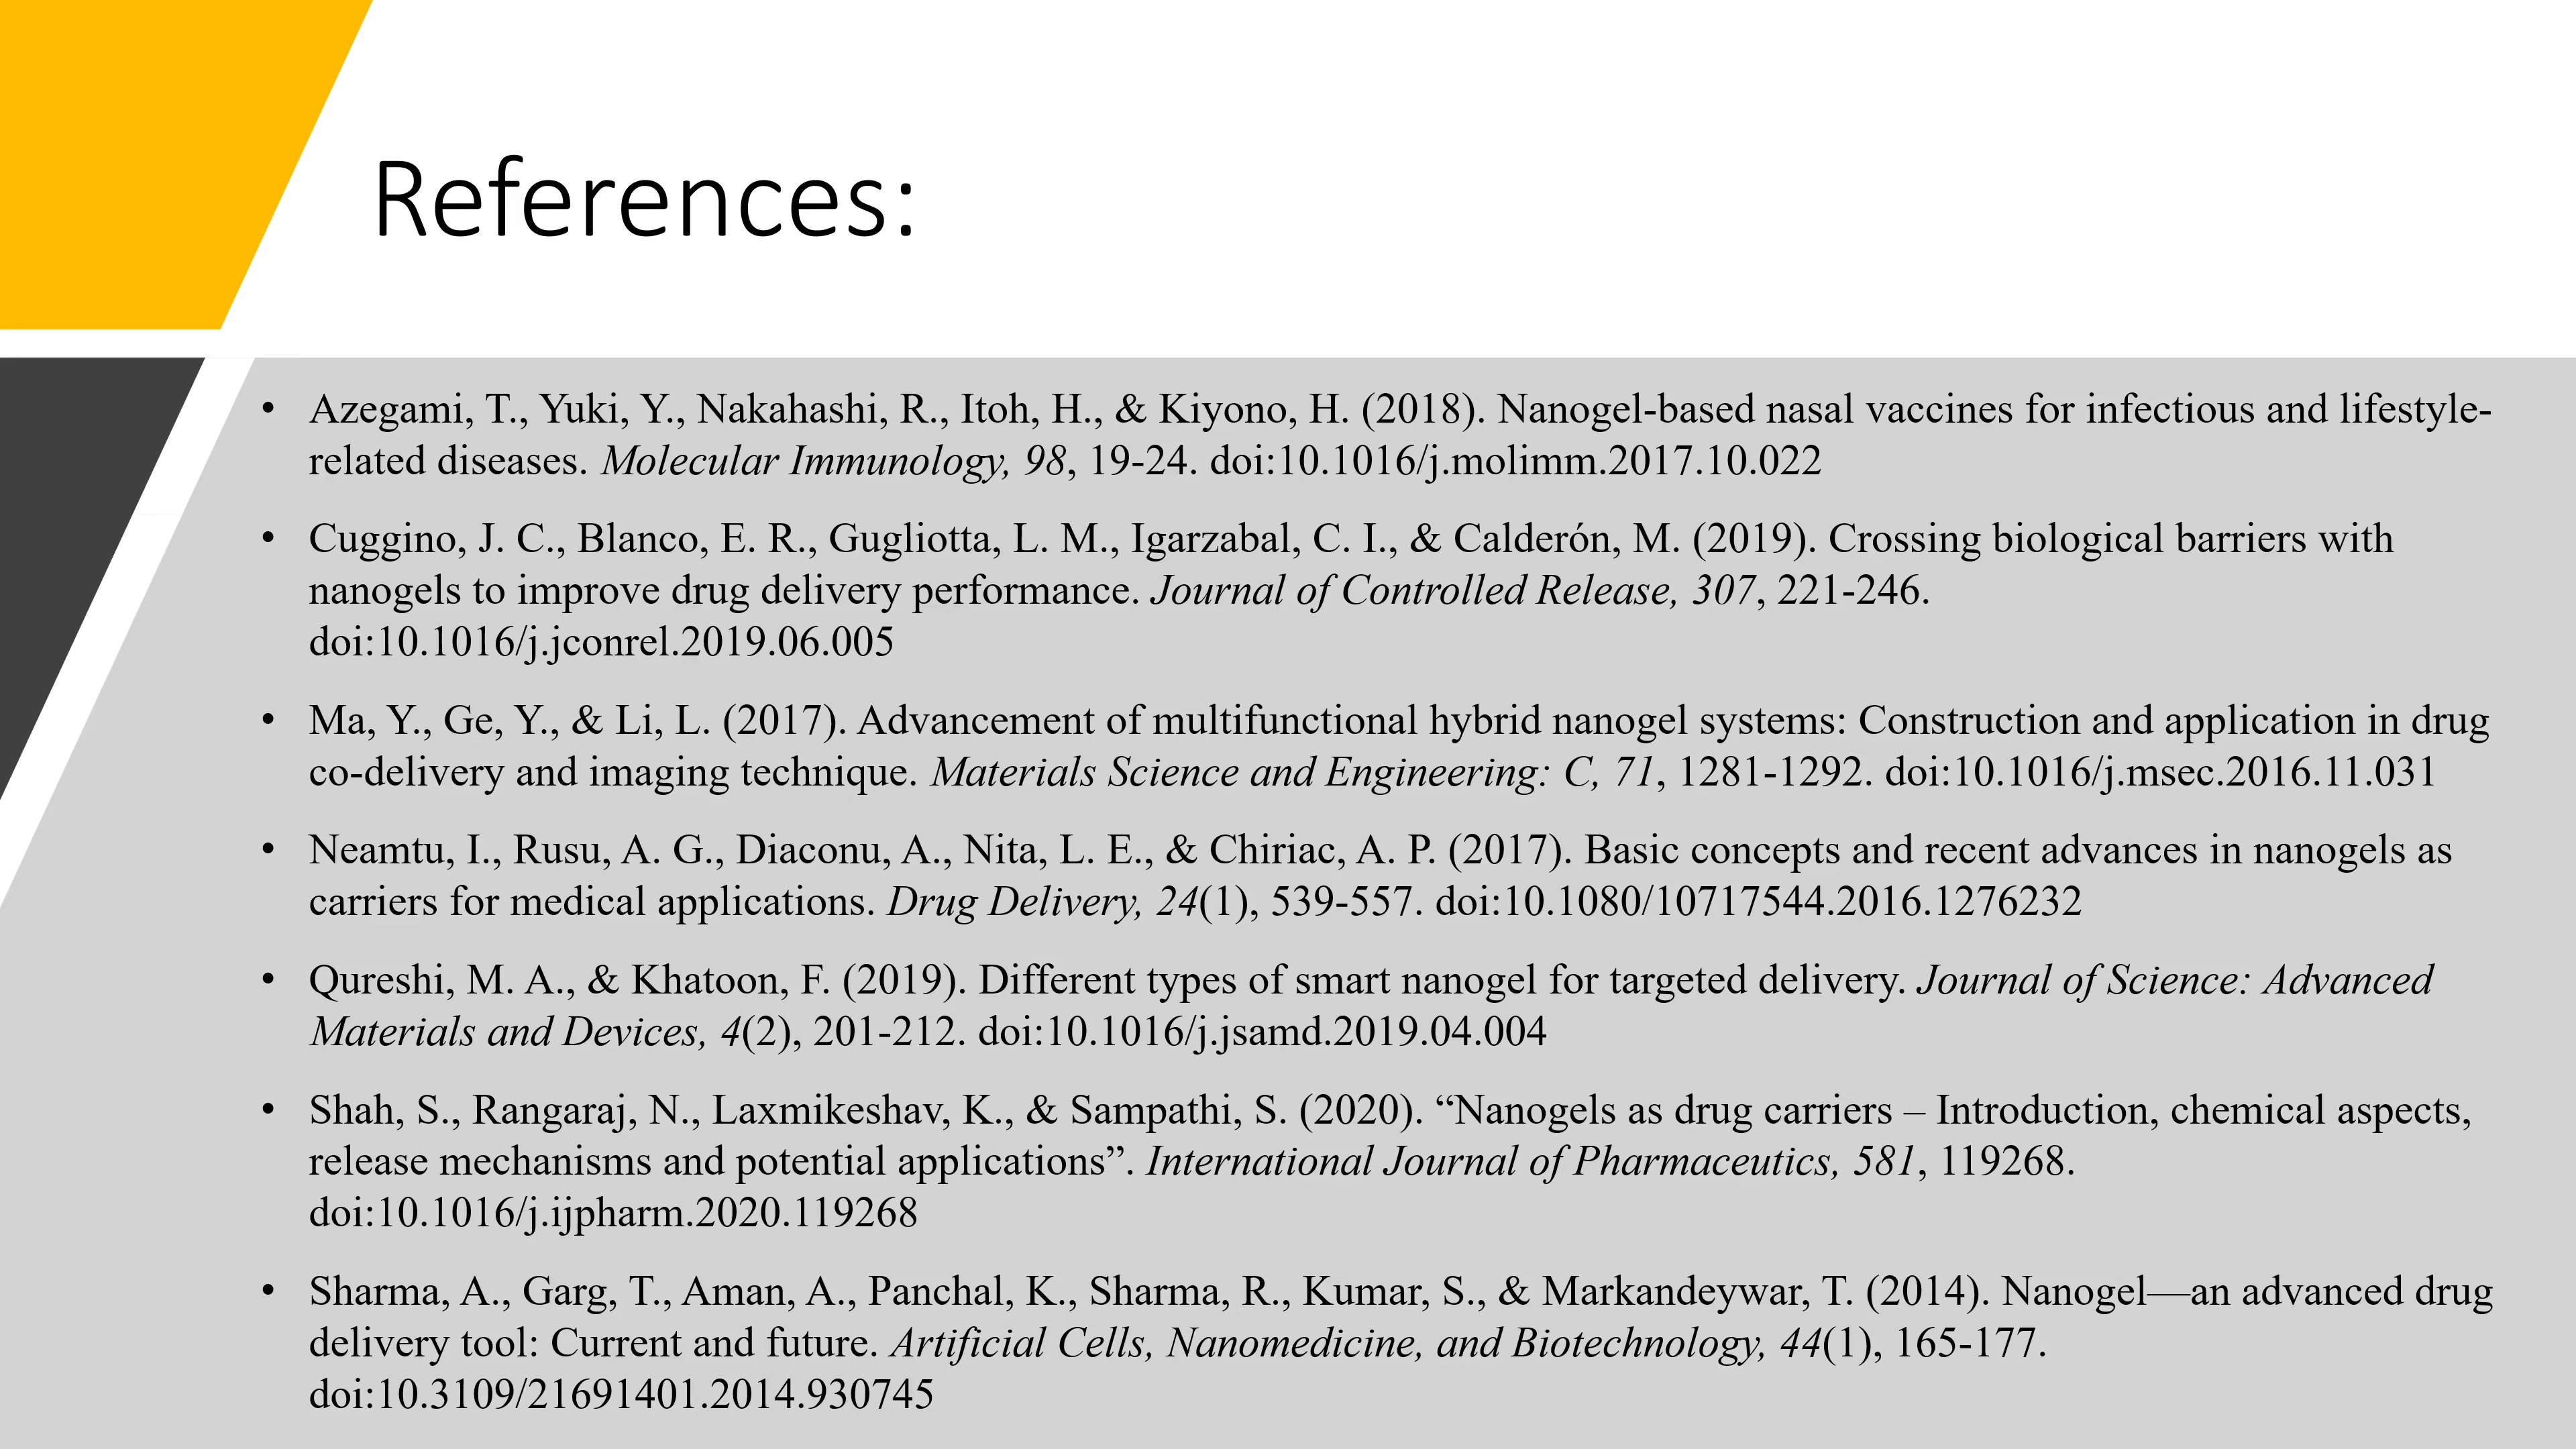 References:
• Azegami, T., Yuki, Y., Nakahashi, R., Itoh, H., & Kiyono, H. (2018). Nanogel-based nasal vaccines for infectious and lifestyle-
related diseases. Molecular Immunology, 98, 19-24. doi:10.1016/j.molimm.2017.10.022
• Cuggino, J. C., Blanco, E. R., Gugliotta, L. M., Igarzabal, C. I., & Calderón, M. (2019). Crossing biological barriers with
nanogels to improve drug delivery performance. Journal of Controlled Release, 307, 221-246.
doi:10.1016/j.jconrel.2019.06.005
• Ma, Y., Ge, Y., & Li, L. (2017). Advancement of multifunctional hybrid nanogel systems: Construction and application in drug
co-delivery and imaging technique. Materials Science and Engineering: C, 71, 1281-1292. doi:10.1016/j.msec.2016.11.031
• Neamtu, I., Rusu, A. G., Diaconu, A., Nita, L. E., & Chiriac, A. P. (2017). Basic concepts and recent advances in nanogels as
carriers for medical applications. Drug Delivery, 24(1), 539-557. doi:10.1080/10717544.2016.1276232
• Qureshi, M. A., & Khatoon, F. (2019). Different types of smart nanogel for targeted delivery. Journal of Science: Advanced
Materials and Devices, 4(2), 201-212. doi:10.1016/j.jsamd.2019.04.004
• Shah, S., Rangaraj, N., Laxmikeshav, K., & Sampathi, S. (2020). “Nanogels as drug carriers – Introduction, chemical aspects,
release mechanisms and potential applications”. International Journal of Pharmaceutics, 581, 119268.
doi:10.1016/j.ijpharm.2020.119268
• Sharma, A., Garg, T., Aman, A., Panchal, K., Sharma, R., Kumar, S., & Markandeywar, T. (2014). Nanogel—an advanced drug
delivery tool: Current and future. Artificial Cells, Nanomedicine, and Biotechnology, 44(1), 165-177.
doi:10.3109/21691401.2014.930745